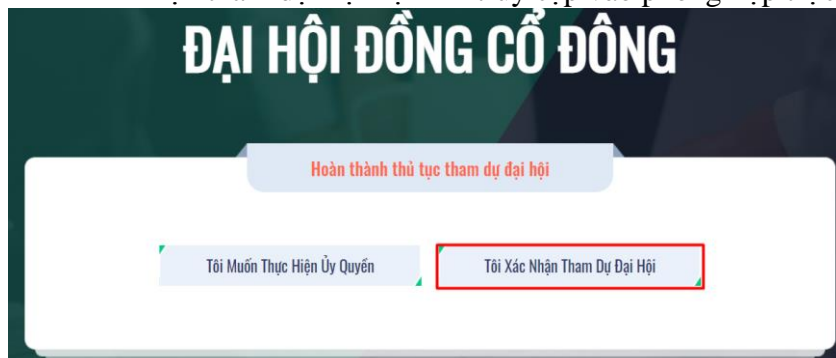 ĐẠI HỘI ĐỒNG CỔ ĐÔNG
Hoàn thành thủ tục tham dự đại hội
Tôi Muốn Thực Hiện Ủy Quyền
Tôi Xác Nhận Tham Dự Đại Hội